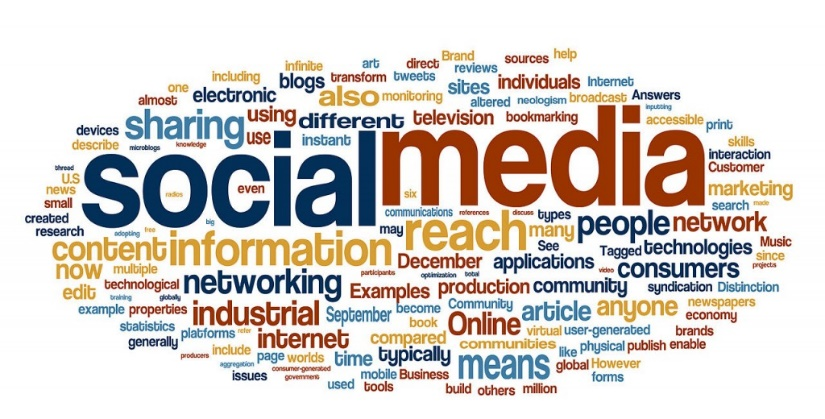 infinite art direct Brand sources help
including blogs transform tweets reviews individuals Internet
one electronic also monitoring sites altered neologism broadcast Answers
almost using different television bookmarking inputting
devices sharing use instant accessible print
describe microblogs knowledge skills
thread social media interaction
U.S radios even six Customer
news marketing
small communications references discuss types search made
created big may reach many people network
research adopting free See Tagged technologies Music
content information December applications since
now multiple participants optimization total video consumers projects
edit technological networking Examples production community syndication Distinction
training globally
example properties industrial September become Community article anyone newspapers
statistics platforms refer book Online virtual user-generated economy
generally internet compared communities physical publish enable brands
producers include page worlds time typically means like However
aggregation consumer-generated mobile Business global
issues government used tools build others million forms